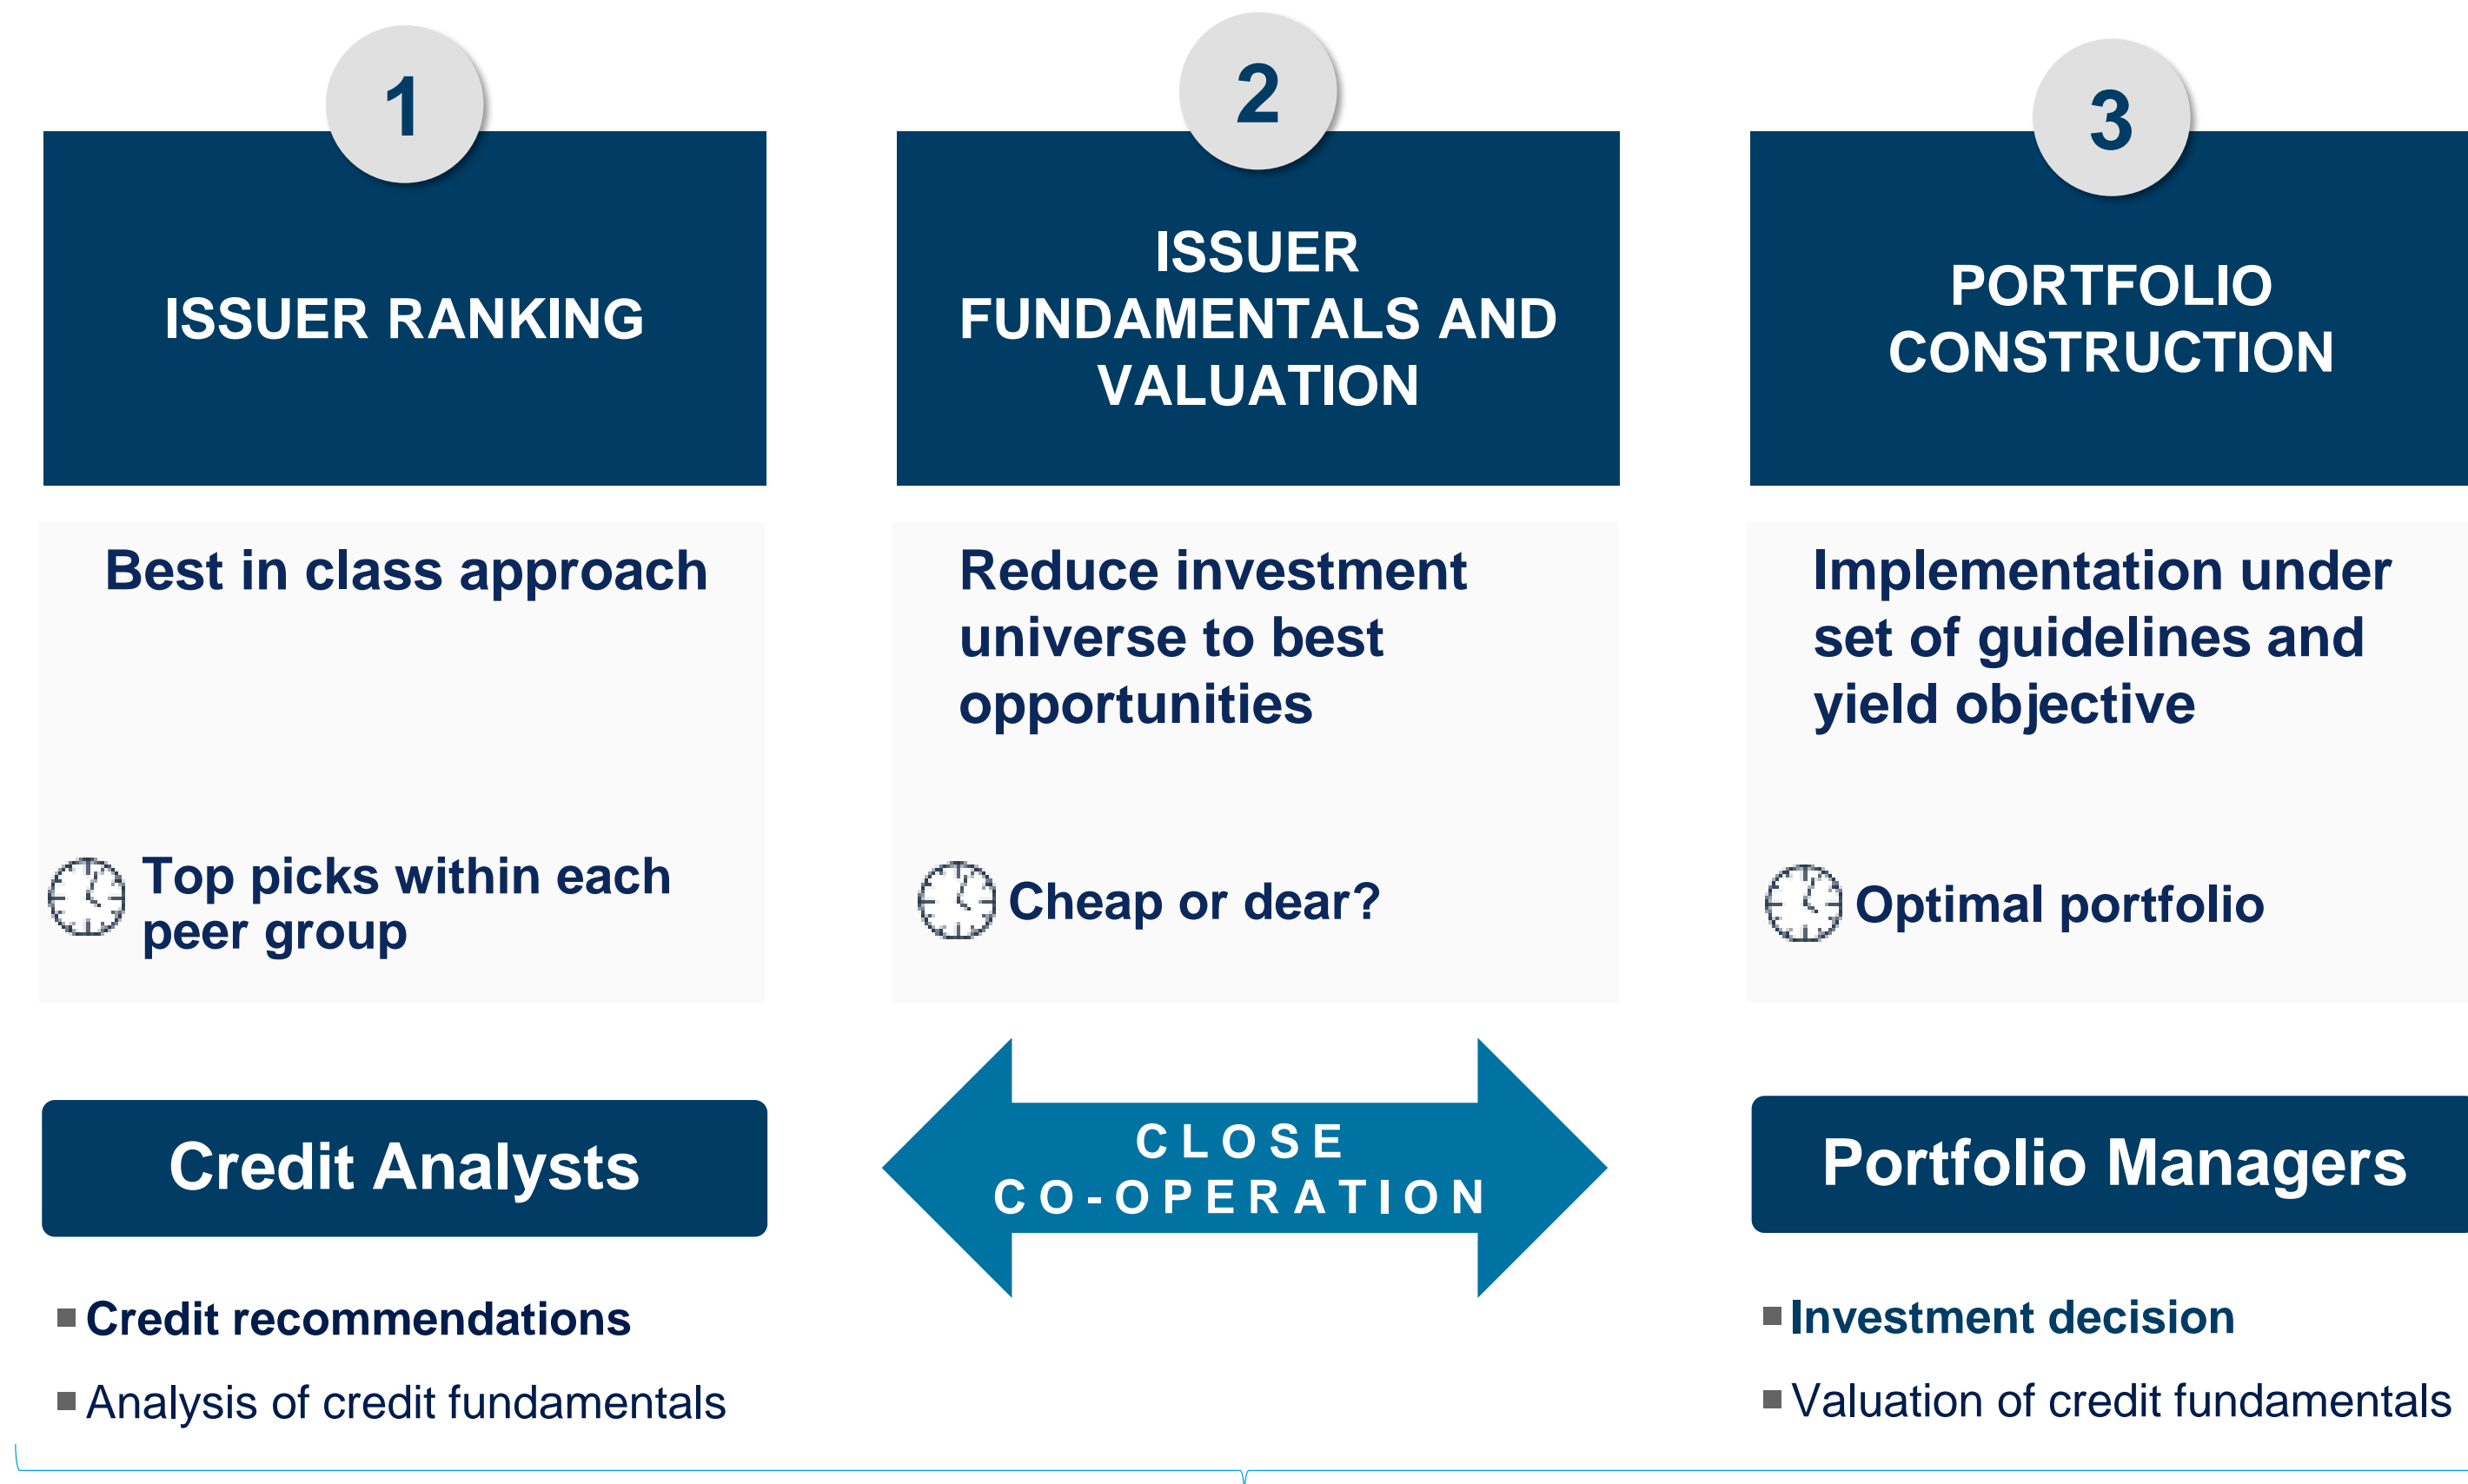 1
ISSUER RANKING
Best in class approach
Top picks within each
peer group
2
ISSUER
FUNDAMENTALS AND
VALUATION
Reduce investment
universe to best
opportunities
Cheap or dear?
3
PORTFOLIO
CONSTRUCTION
Implementation under
set of guidelines and
yield objective
Optimal portfolio
Credit Analysts
CLOSE
CO-OPERATION
Portfolio Managers
Credit recommendations
Analysis of credit fundamentals
Investment decision
Valuation of credit fundamentals